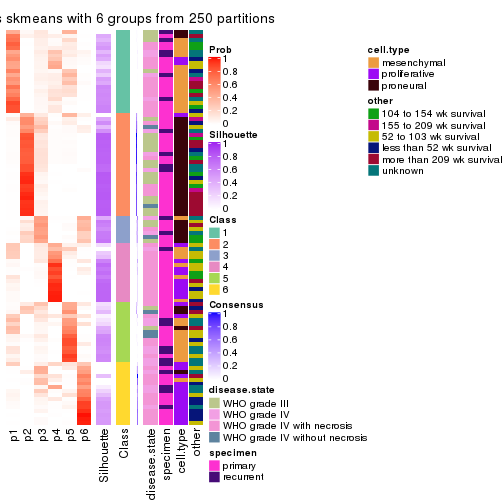 s skmeans with 6 groups from 250 partitions
Prob
1
0.8
0.6
0.4
0.2
0
Silhouette
1
0.8
0.6
0.4
0.2
0
Class
1
2
3
4
5
6
Consensus
1
0.8
0.6
0.4
0.2
0
disease.state
WHO grade III
WHO grade IV
WHO grade IV with necrosis
WHO grade IV without necrosis
specimen
primary
recurrent
cell.type
mesenchymal
proliferative
proneural
other
104 to 154 wk survival
155 to 209 wk survival
52 to 103 wk survival
less than 52 wk survival
more than 209 wk survival
unknown
p1
p2
p3
p4
p5
p6
Silhouette
Class
disease.state
specimen
cell.type
other